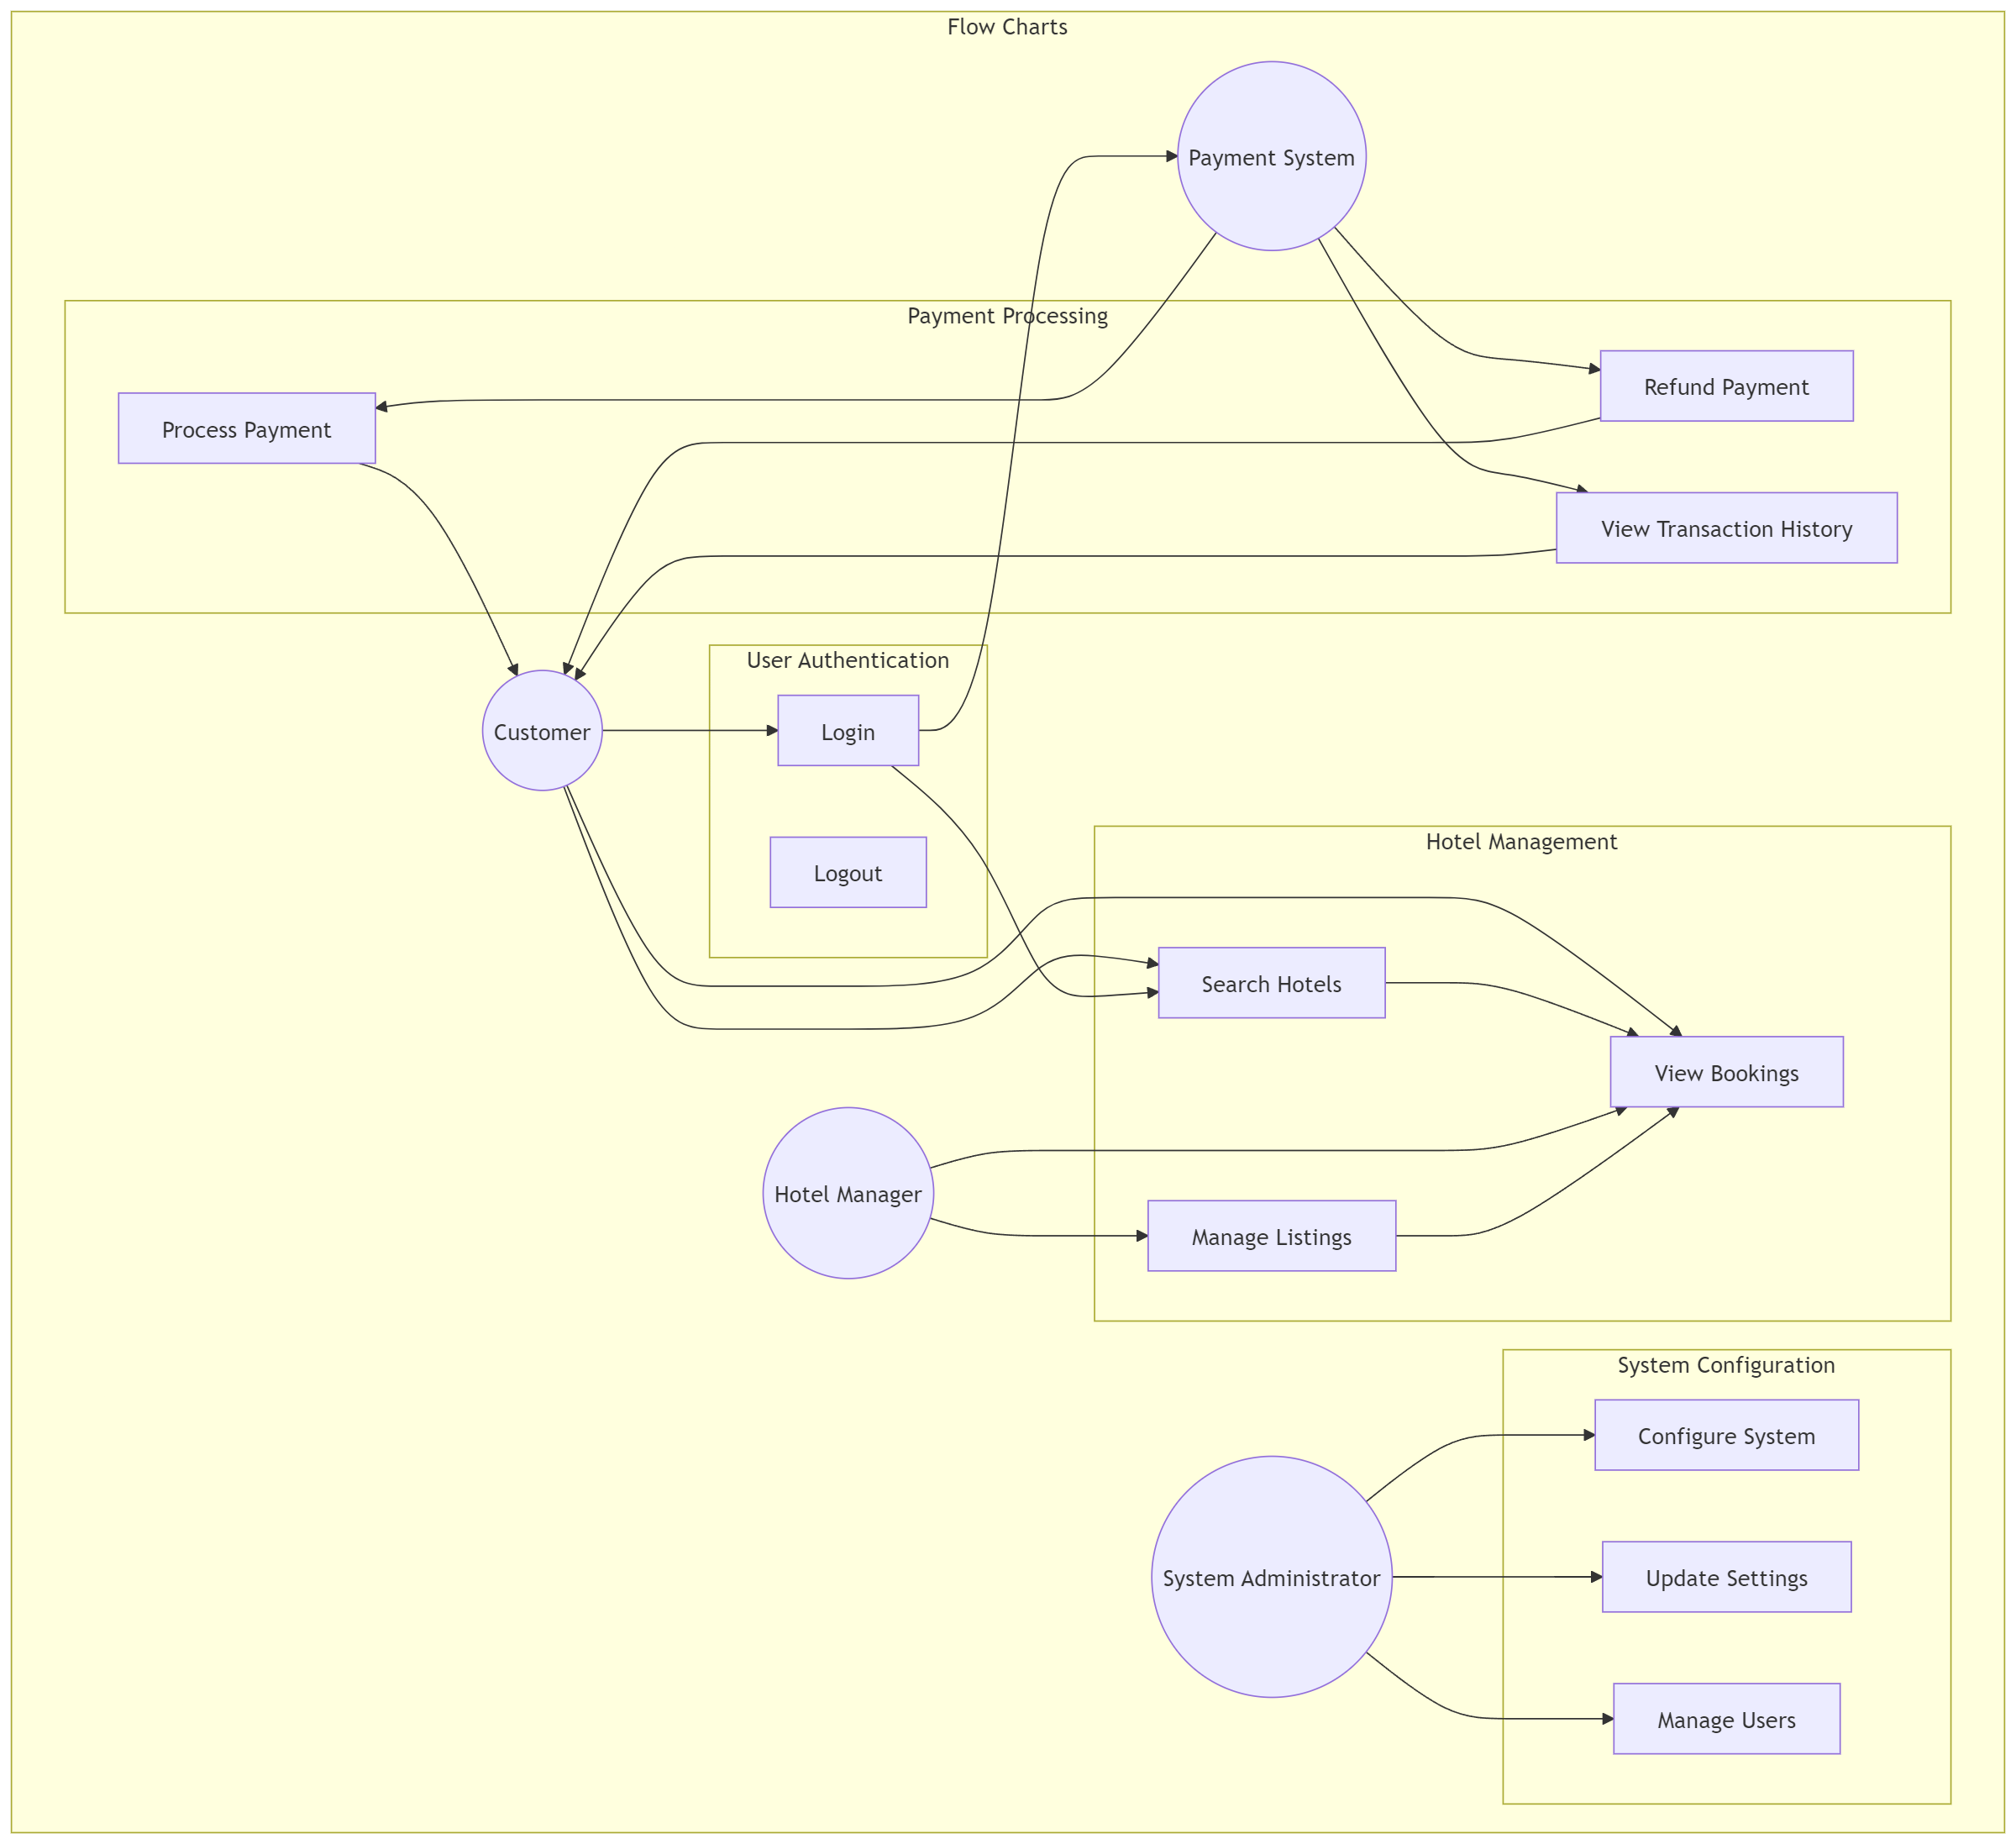 Flow Charts
Payment System
Payment Processing
Refund Payment
Process Payment
View Transaction History
User Authentication
Customer
Login
Hotel Management
Logout
Search Hotels
View Bookings
Hotel Manager
Manage Listings
System Configuration
Configure System
System Administrator
Update Settings
Manage Users